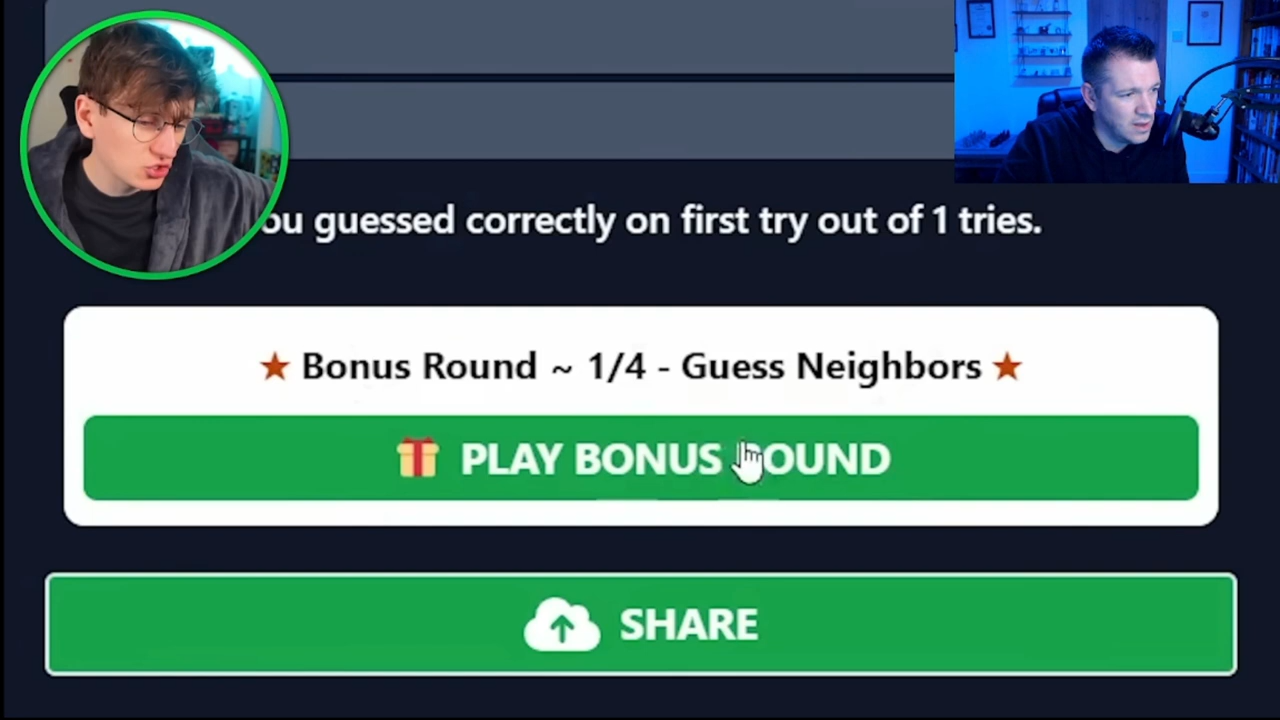 ou guessed correctly on first try out of 1 tries.
★ Bonus Round ~ 1/4 - Guess Neighbors ★
PLAY BONUS ROUND
SHARE